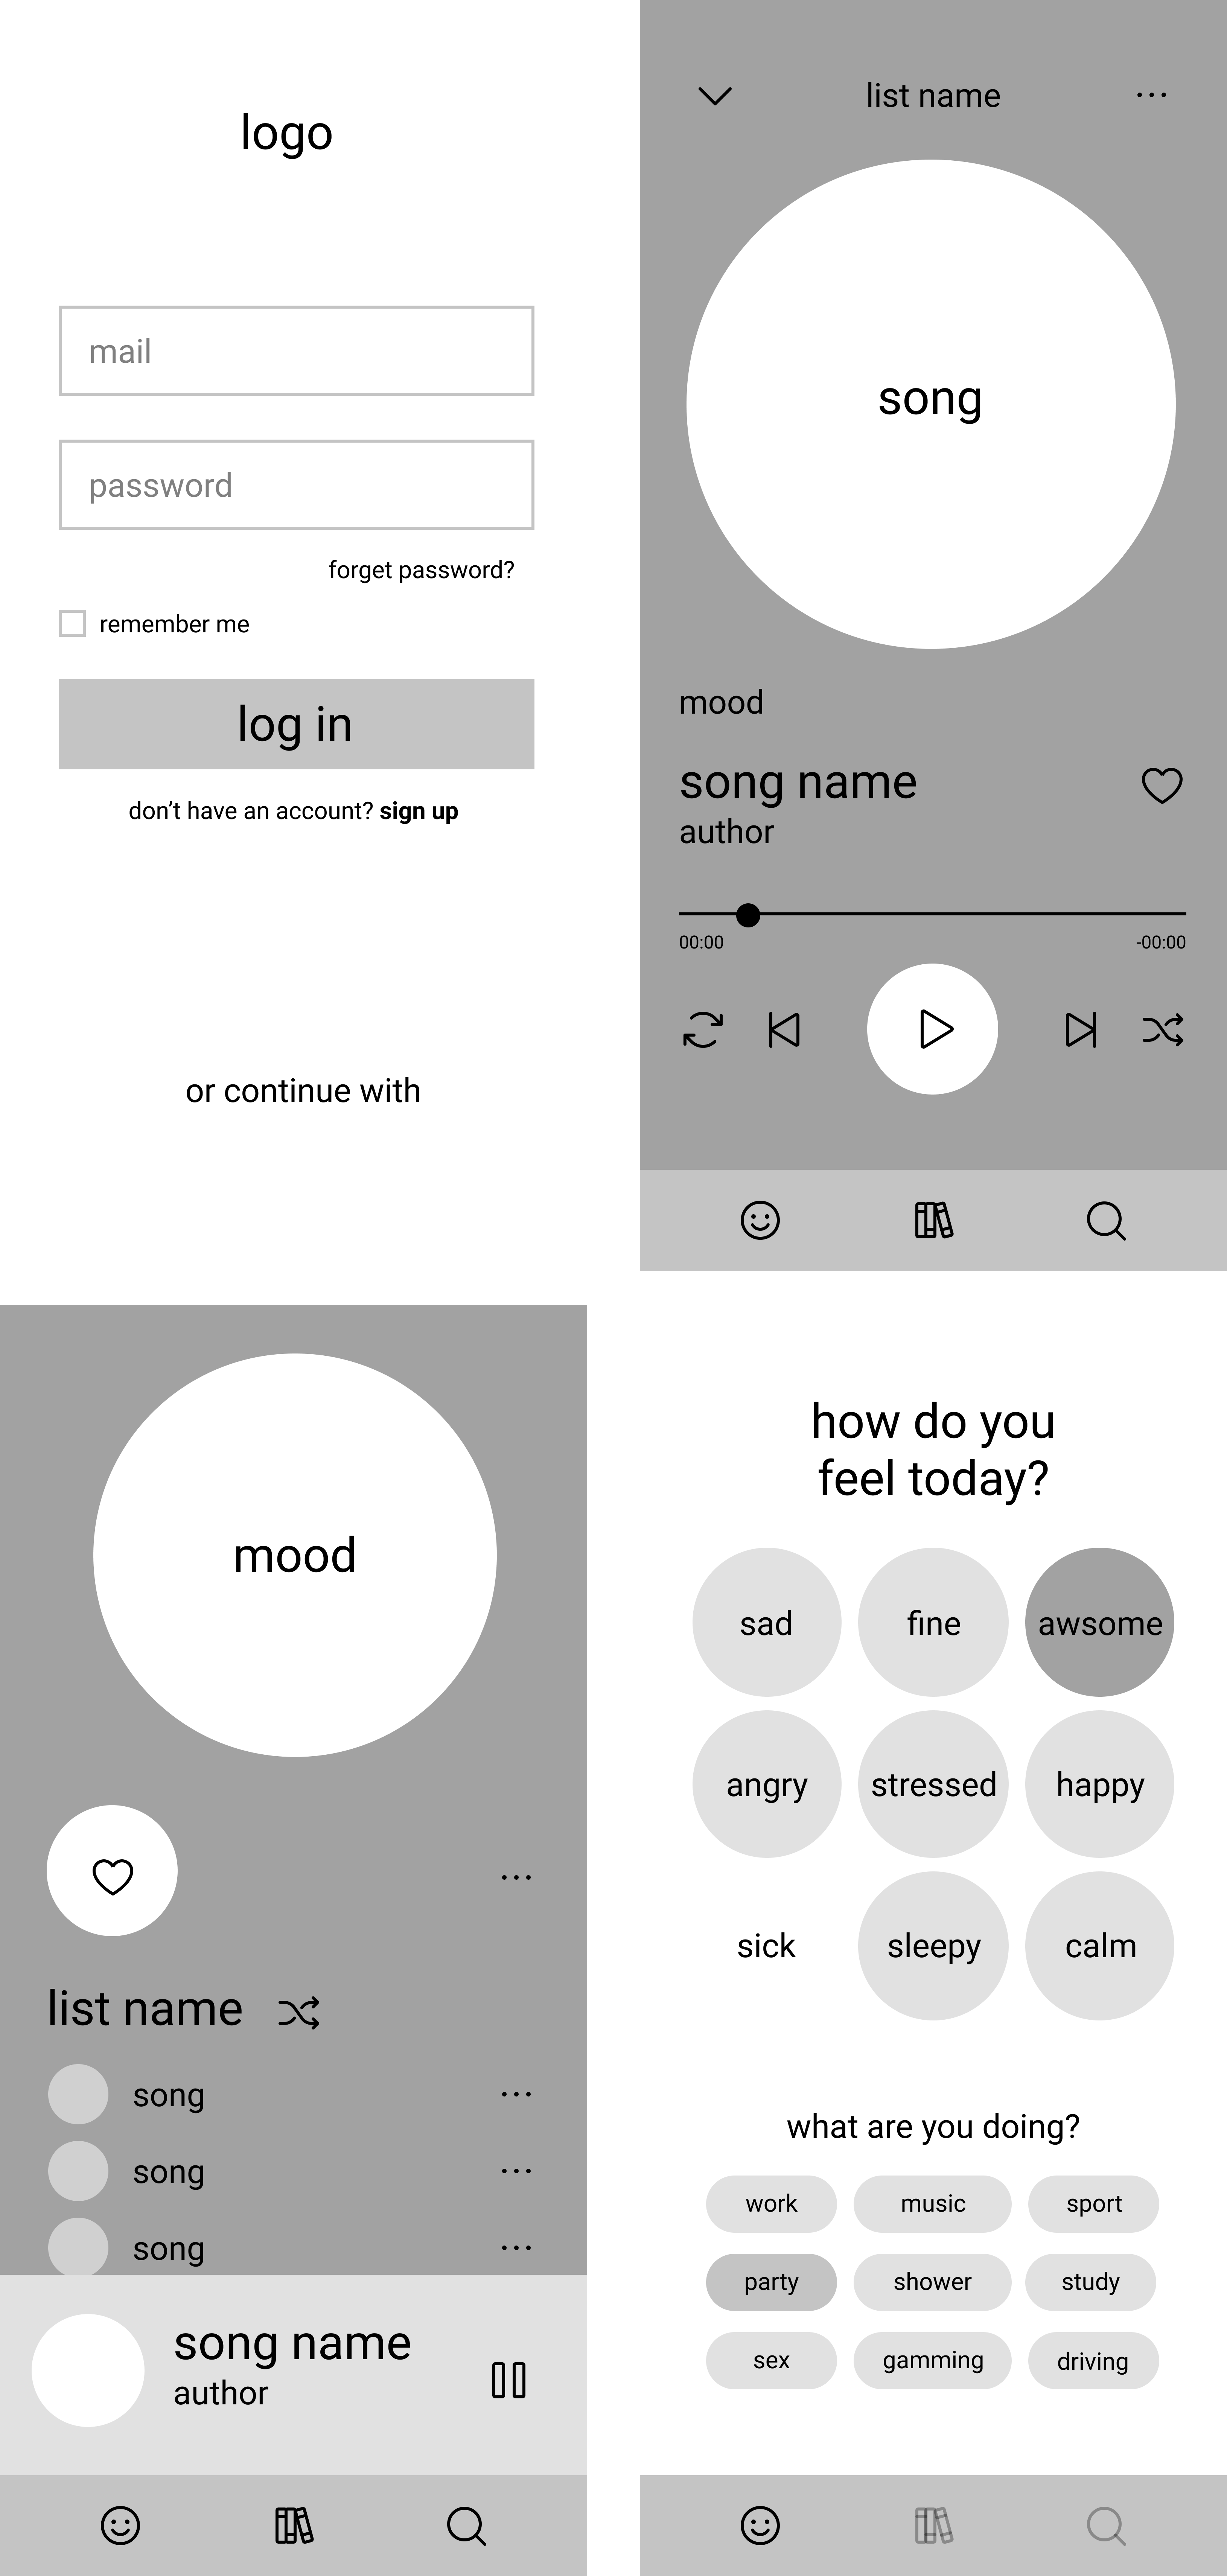 logo
mail
password
forget password?
remember me
log in
don’t have an account? sign up
or continue with
list name
song
mood
song name
author
00:00 -00:00
mood
list name
song
song
song
song name
author
how do you
feel today?
sad fine awsome
angry stressed happy
sick sleepy calm
what are you doing?
work music sport
party shower study
sex gamming driving